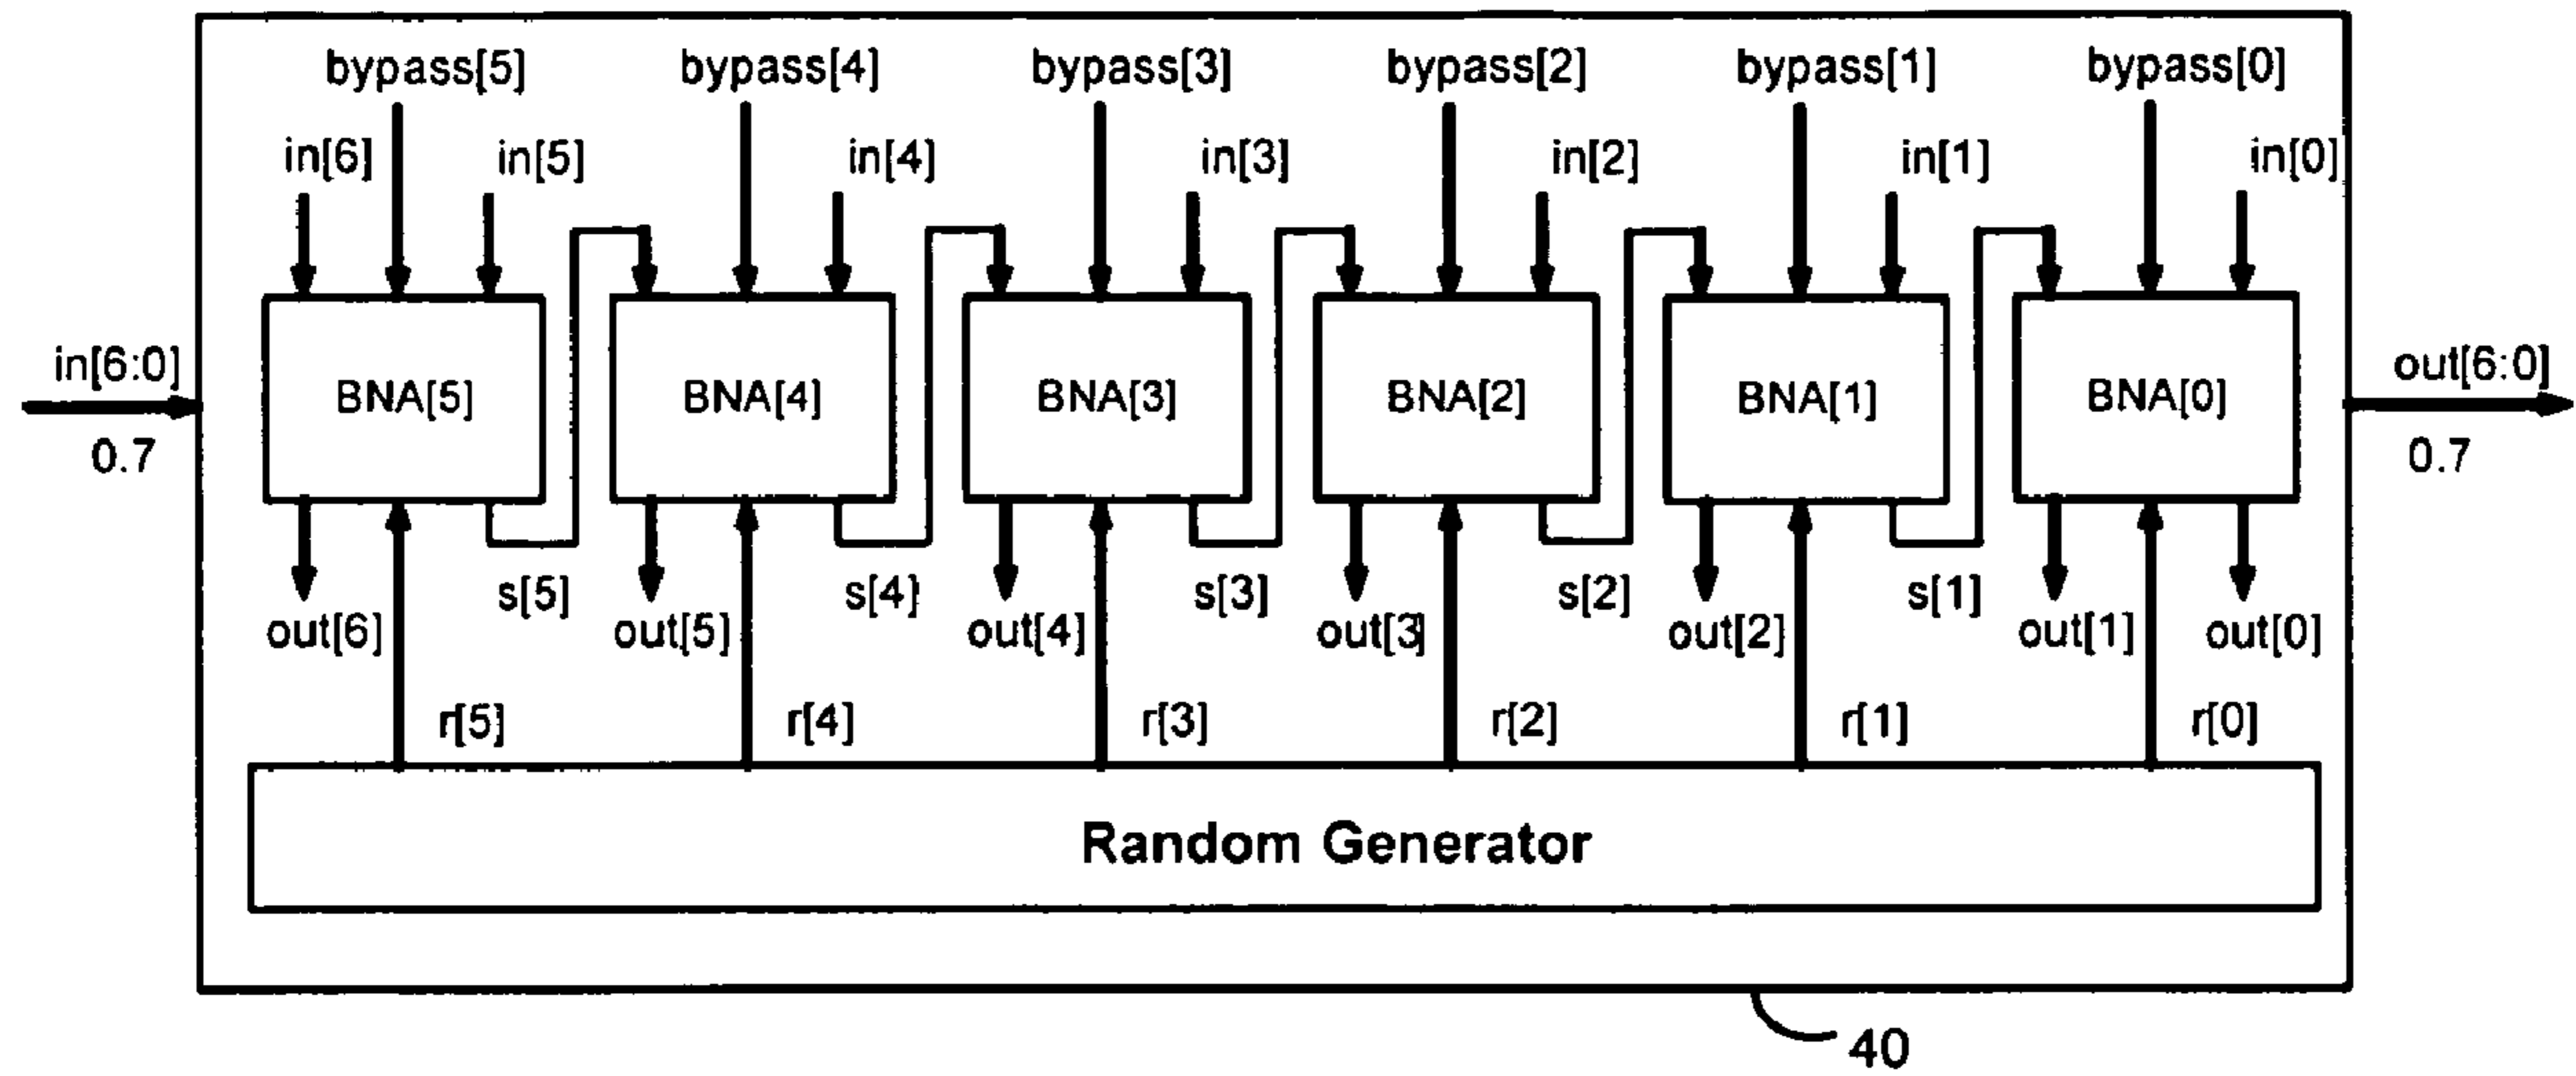 bypass[5] bypass[4] bypass[3] bypass[2] bypass[1] bypass[0]
in[6] in[5] in[4] in[3] in[2] in[1] in[0]
in[6:0] BNA[5] BNA[4] BNA[3] BNA[2] BNA[1] BNA[0] out[6:0]
0.7 0.7
s[5] s[4] s[3] s[2] s[1]
out[6] out[5] out[4] out[3] out[2] out[1] out[0]
r[5] r[4] r[3] r[2] r[1] r[0]
Random Generator
40